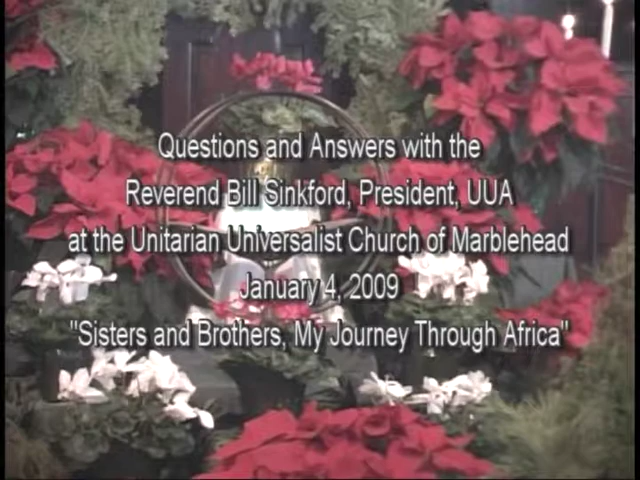 Questions and Answers with the
Reverend Bill Sinkford, President, UUA
at the Unitarian Universalist Church of Marblehead
January 4, 2009
"Sisters and Brothers, My Journey Through Africa"